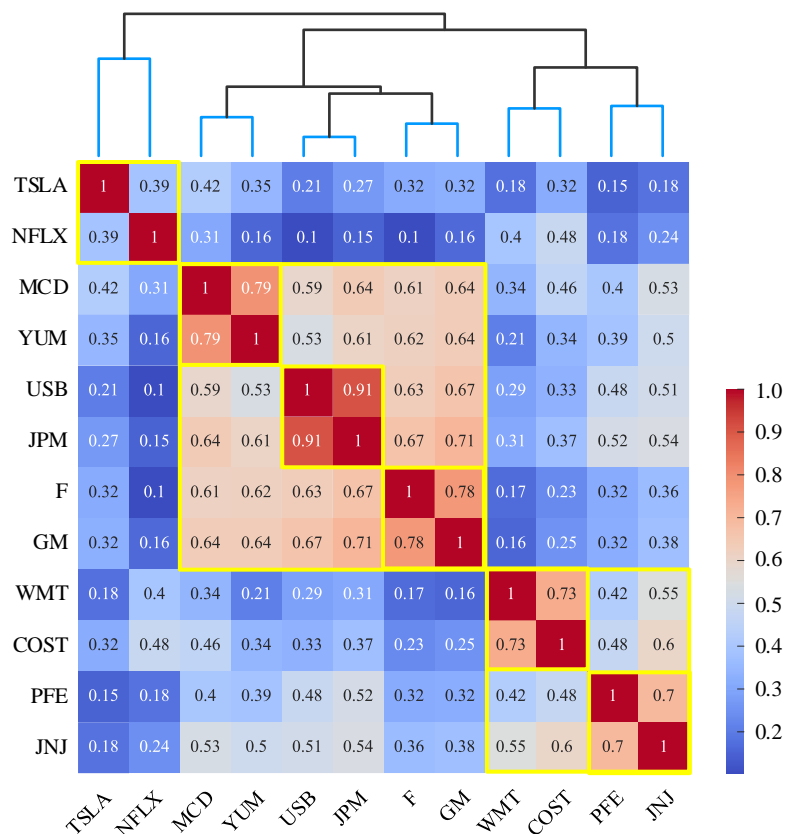 TSLA 1 0.39 0.42 0.35 0.21 0.27 0.32 0.32 0.18 0.32 0.15 0.18
NFLX 0.39 1 0.31 0.16 0.1 0.15 0.1 0.16 0.4 0.48 0.18 0.24
MCD 0.42 0.31 1 0.79 0.59 0.64 0.61 0.64 0.34 0.46 0.4 0.53
YUM 0.35 0.16 0.79 1 0.53 0.61 0.62 0.64 0.21 0.34 0.39 0.5
USB 0.21 0.1 0.59 0.53 1 0.91 0.63 0.67 0.29 0.33 0.48 0.51
JPM 0.27 0.15 0.64 0.61 0.91 1 0.67 0.71 0.31 0.37 0.52 0.54
F 0.32 0.1 0.61 0.62 0.63 0.67 1 0.78 0.17 0.23 0.32 0.36
GM 0.32 0.16 0.64 0.64 0.67 0.71 0.78 1 0.16 0.25 0.32 0.38
WMT 0.18 0.4 0.34 0.21 0.29 0.31 0.17 0.16 1 0.73 0.42 0.55
COST 0.32 0.48 0.46 0.34 0.33 0.37 0.23 0.25 0.73 1 0.48 0.6
PFE 0.15 0.18 0.4 0.39 0.48 0.52 0.32 0.32 0.42 0.48 1 0.7
JNJ 0.18 0.24 0.53 0.5 0.51 0.54 0.36 0.38 0.55 0.6 0.7 1
TSLA NFLX MCD YUM USB JPM F GM WMT COST PFE JNJ
1.0
0.9
0.8
0.7
0.6
0.5
0.4
0.3
0.2